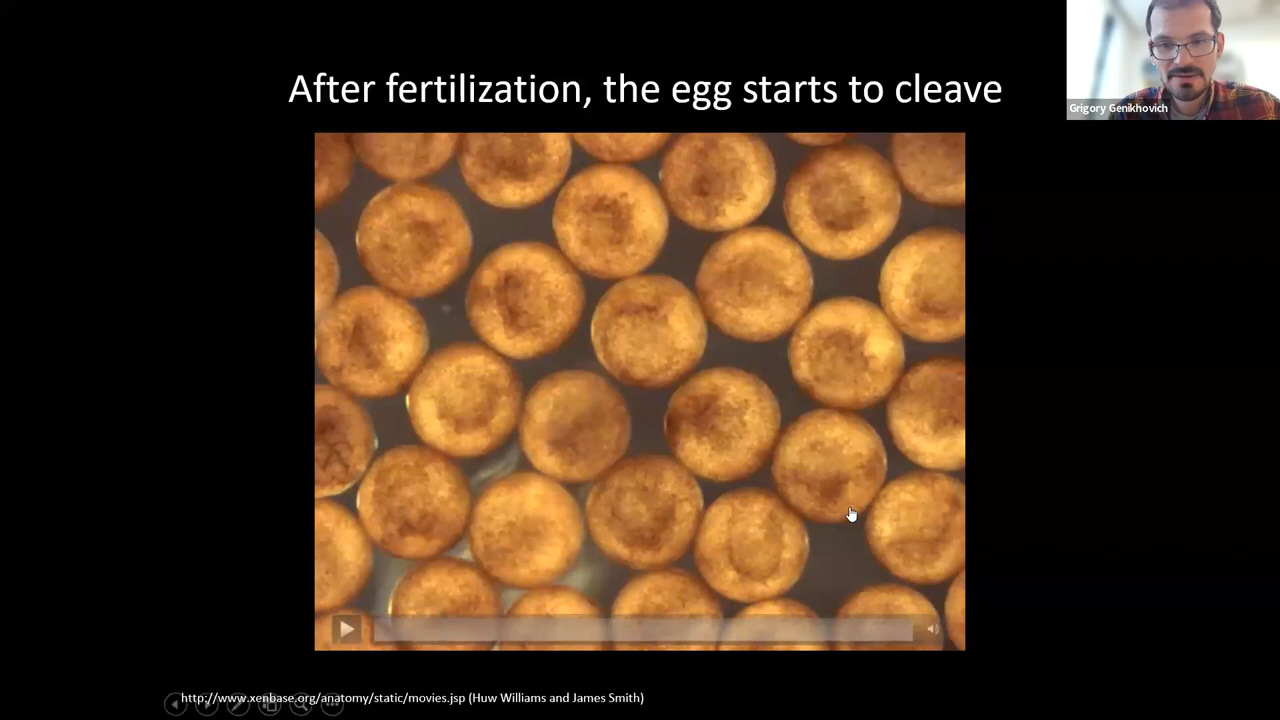 After fertilization, the egg starts to cleave
Grigory Genikhovich
http://www.xenbase.org/anatomy/static/movies.jsp (Huw Williams and James Smith)